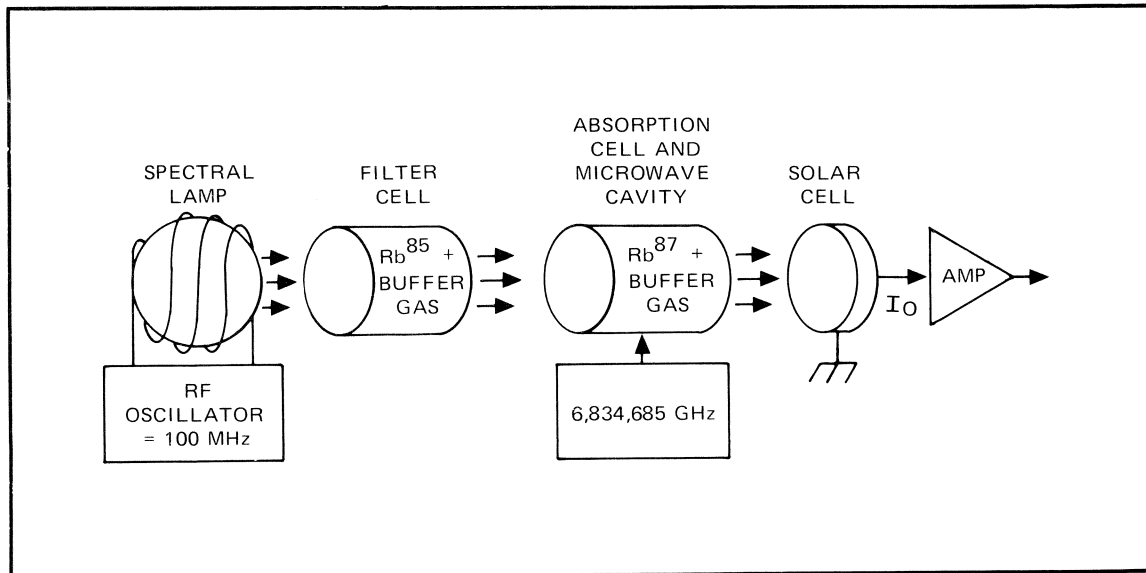 SPECTRAL
LAMP
FILTER
CELL
ABSORPTION
CELL AND
MICROWAVE
CAVITY
SOLAR
CELL
Rb85 +
BUFFER
GAS
Rb87 +
BUFFER
GAS
IO
AMP
RF
OSCILLATOR
= 100 MHz
6,834,685 GHz